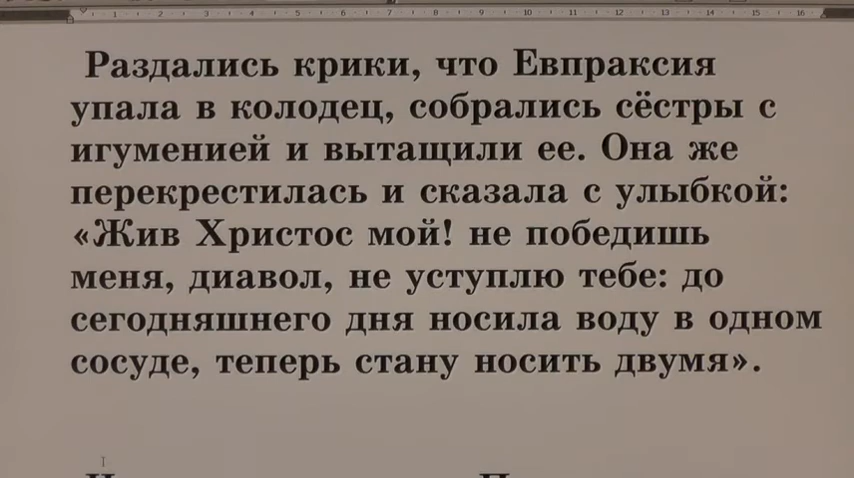 Раздались крики, что Евпраксия
упала в колодец, собрались сёстры с
игуменией и вытащили ее. Она же
перекрестилась и сказала с улыбкой:
«Жив Христос мой! не победишь
меня, диавол, не уступлю тебе: до
сегодняшнего дня носила воду в одном
сосуде, теперь стану носить двумя».